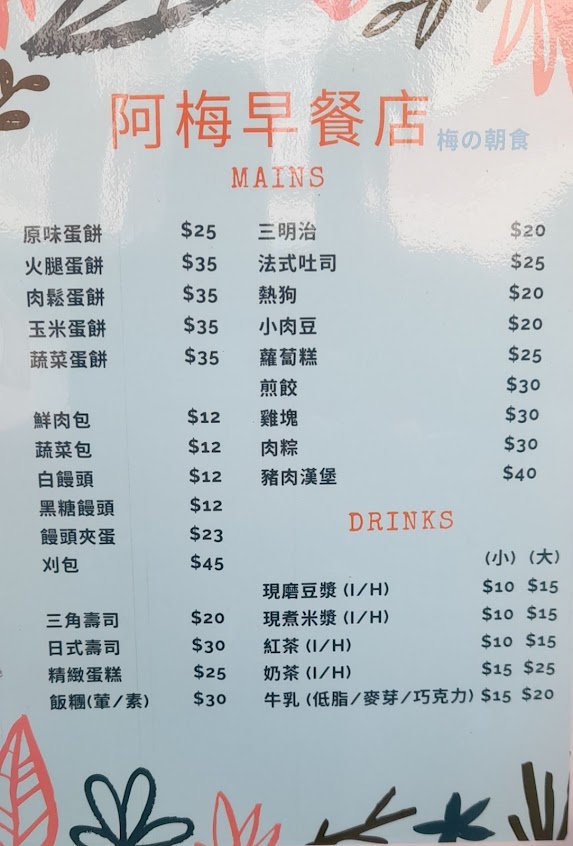 阿梅早餐店 梅の朝食
MAINS
原味蛋餅 $25
火腿蛋餅 $35
肉鬆蛋餅 $35
玉米蛋餅 $35
蔬菜蛋餅 $35
鮮肉包 $12
蔬菜包 $12
白饅頭 $12
黑糖饅頭 $12
饅頭夾蛋 $23
刈包 $45
三角壽司 $20
日式壽司 $30
精緻蛋糕 $25
飯糰(葷/素) $30
三明治 $20
法式吐司 $25
熱狗 $20
小肉豆 $20
蘿蔔糕 $25
煎餃 $30
雞塊 $30
肉粽 $30
豬肉漢堡 $40
DRINKS
(小) (大)
現磨豆漿 (I/H) $10 $15
現煮米漿 (I/H) $10 $15
紅茶 (I/H) $10 $15
奶茶 (I/H) $15 $25
牛乳 (低脂/麥芽/巧克力) $15 $20